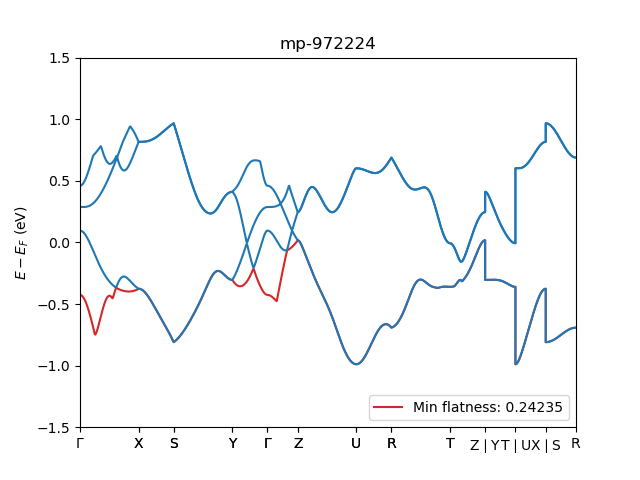 mp-972224
E − E_F (eV)
1.5
1.0
0.5
0.0
−0.5
−1.0
−1.5
Min flatness: 0.24235
Γ X S Y Γ Z U R T Z | Y T | U X | S R